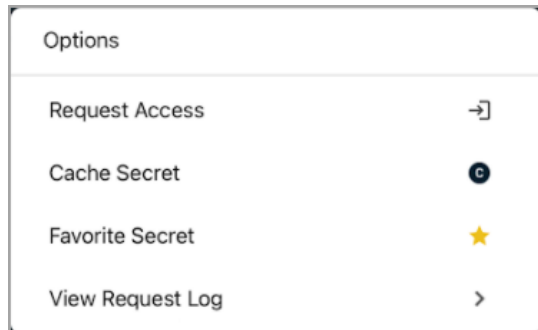 Options
Request Access
Cache Secret
C
Favorite Secret
View Request Log